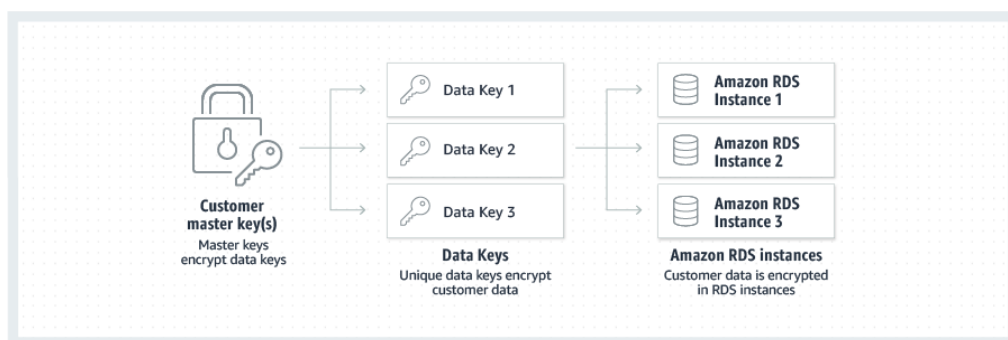 Customer
master key(s)
Master keys
encrypt data keys
Data Key 1
Data Key 2
Data Key 3
Data Keys
Unique data keys encrypt
customer data
Amazon RDS
Instance 1
Amazon RDS
Instance 2
Amazon RDS
Instance 3
Amazon RDS instances
Customer data is encrypted
in RDS instances